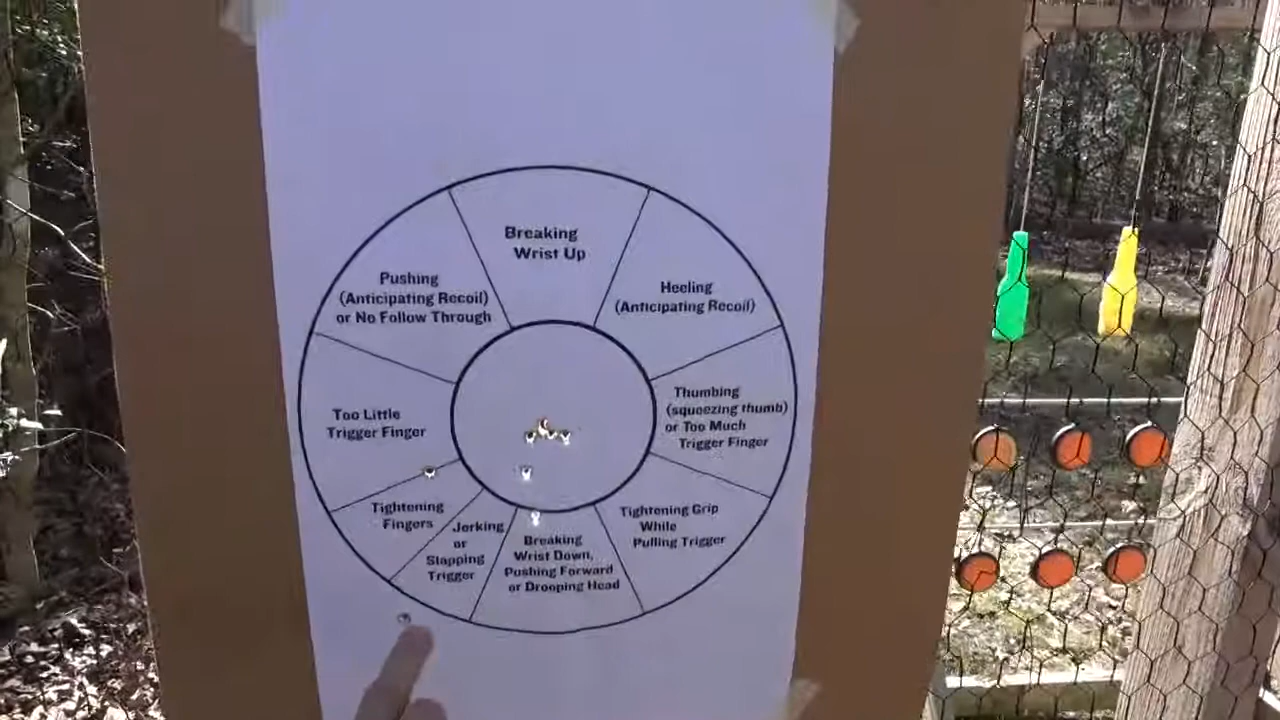 Breaking
Wrist Up
Pushing
(Anticipating Recoil)
or No Follow Through
Heeling
(Anticipating Recoil)
Too Little
Trigger Finger
Thumbing
(squeezing thumb)
or Too Much
Trigger Finger
Tightening
Fingers
Jerking
or
Slapping
Trigger
Breaking
Wrist Down,
Pushing Forward
or Drooping Head
Tightening Grip
While
Pulling Trigger